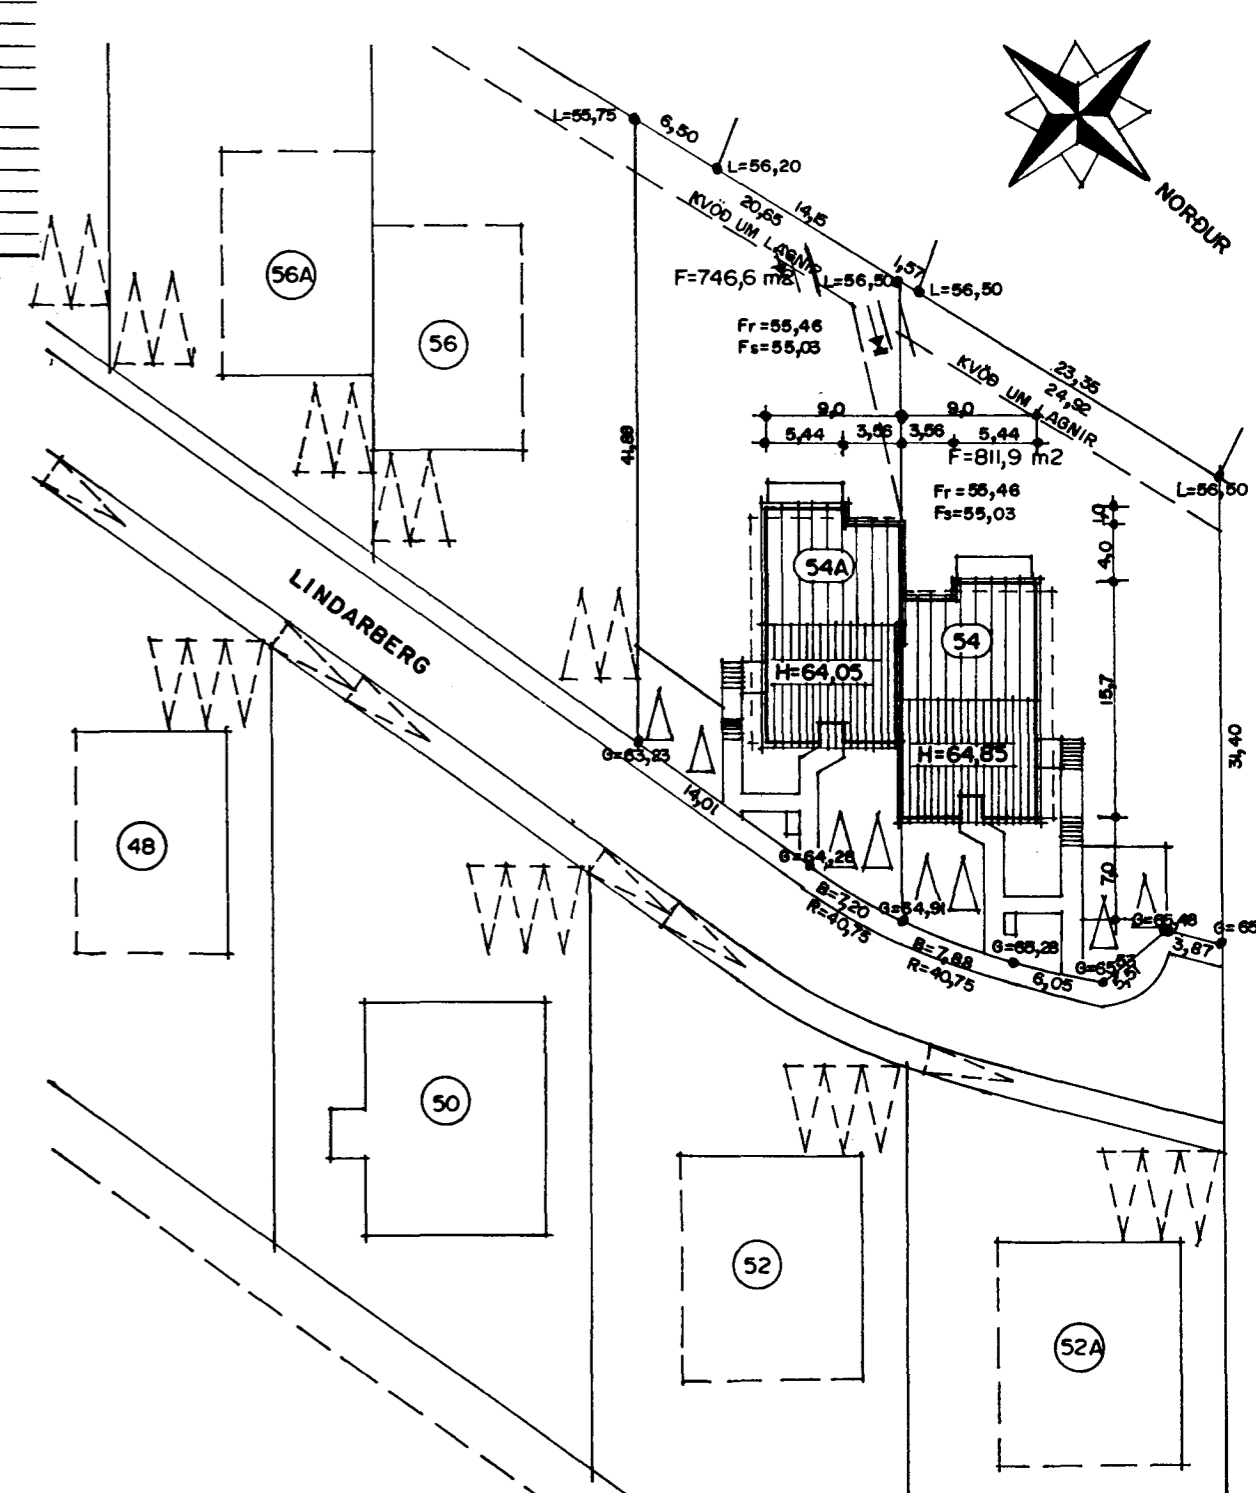 L=55,75
6,50
L=56,20
NORÐUR
14,15
20,65
KVÖÐ UM LAGNIR
1,57
F=746,6 m2
L=56,50
L=56,50
56A
56
Fr=55,46
Fs=55,03
23,35
24,92
KVÖÐ UM LAGNIR
9,0
9,0
5,44
3,56
3,56
5,44
41,88
F=811,9 m2
L=56,50
Fr=55,46
Fs=55,03
1,0
4,0
54A
LINDARBERG
54
H=64,05
15,7
31,40
G=63,23
H=64,85
14,01
48
G=64,28
7,0
B=7,20
R=40,75
G=64,91
G=65,48
G=65
B=7,88
R=40,75
G=65,28
3,87
6,05
50
52
52A